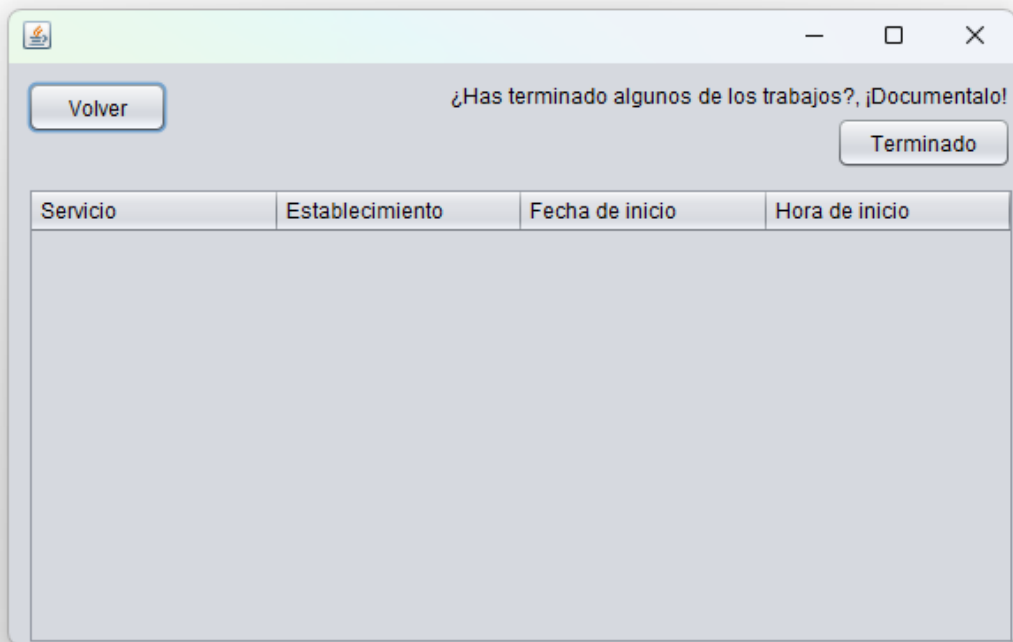 Volver
¿Has terminado algunos de los trabajos?, ¡Documentalo!
Terminado
Servicio Establecimiento Fecha de inicio Hora de inicio